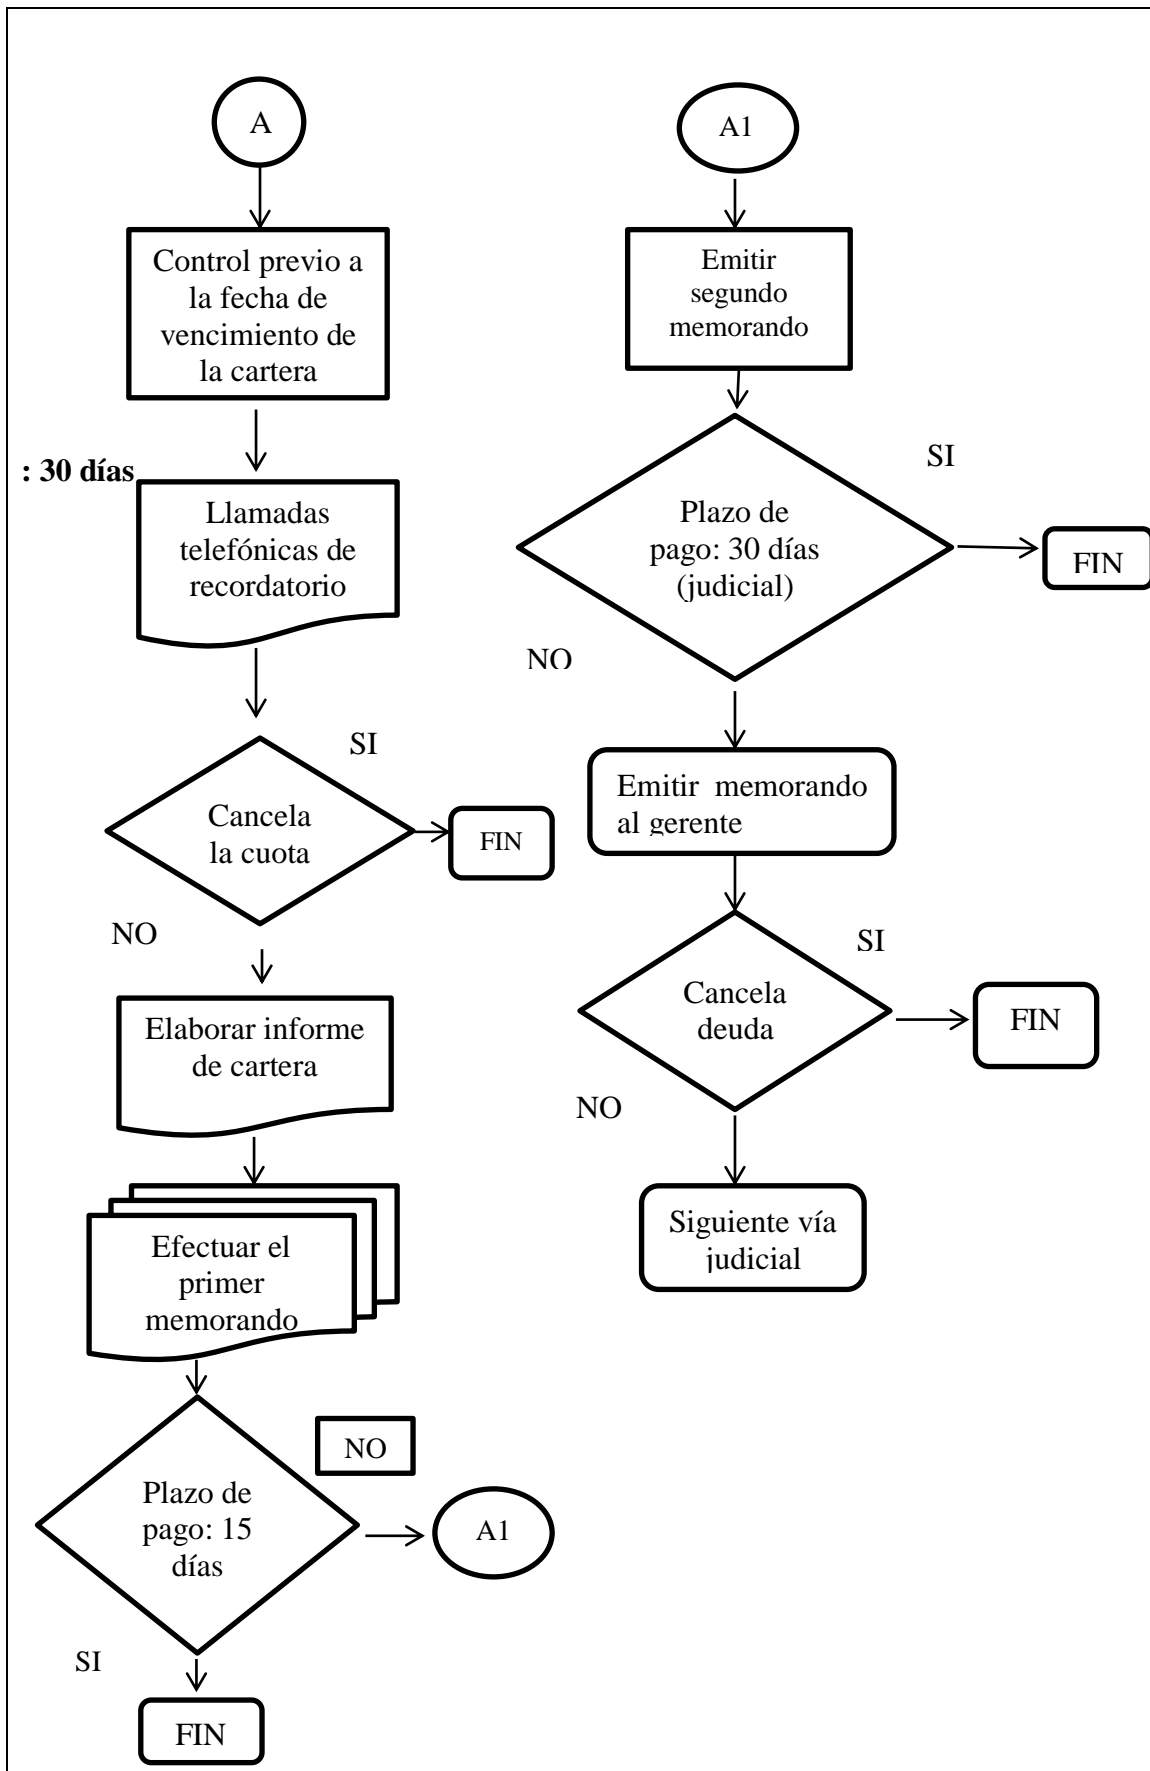 A
Control previo a
la fecha de
vencimiento de
la cartera
: 30 días
Llamadas
telefónicas de
recordatorio
SI
Cancela
la cuota
FIN
NO
Elaborar informe
de cartera
Efectuar el
primer
memorando
NO
Plazo de
pago: 15
días
A1
SI
FIN
A1
Emitir
segundo
memorando
SI
Plazo de
pago: 30 días
(judicial)
FIN
NO
Emitir memorando
al gerente
SI
Cancela
deuda
FIN
NO
Siguiente vía
judicial